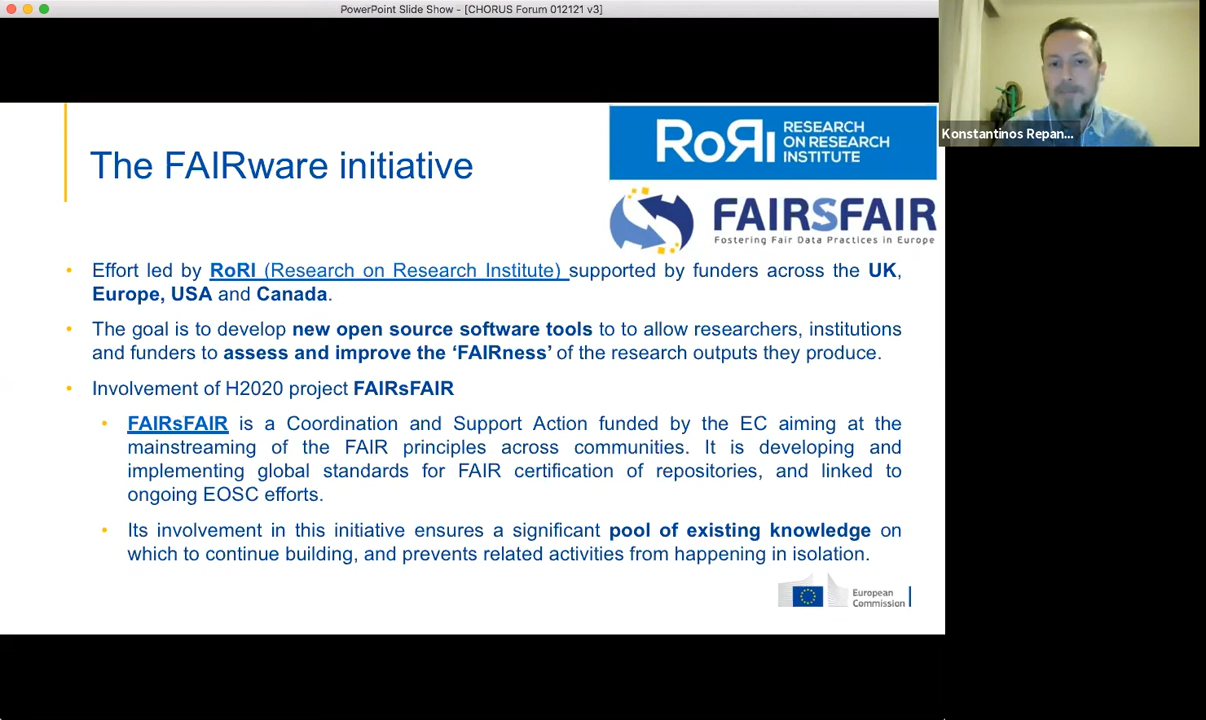 PowerPoint Slide Show - [CHORUS Forum 012121 v3]
Konstantinos Repan...
The FAIRware initiative
RoRI RESEARCH
ON RESEARCH
INSTITUTE
FAIRSFAIR
Fostering Fair Data Practices in Europe
• Effort led by RoRI (Research on Research Institute) supported by funders across the UK,
Europe, USA and Canada.
• The goal is to develop new open source software tools to to allow researchers, institutions
and funders to assess and improve the ‘FAIRness’ of the research outputs they produce.
• Involvement of H2020 project FAIRsFAIR
• FAIRsFAIR is a Coordination and Support Action funded by the EC aiming at the
mainstreaming of the FAIR principles across communities. It is developing and
implementing global standards for FAIR certification of repositories, and linked to
ongoing EOSC efforts.
• Its involvement in this initiative ensures a significant pool of existing knowledge on
which to continue building, and prevents related activities from happening in isolation.
European
Commission